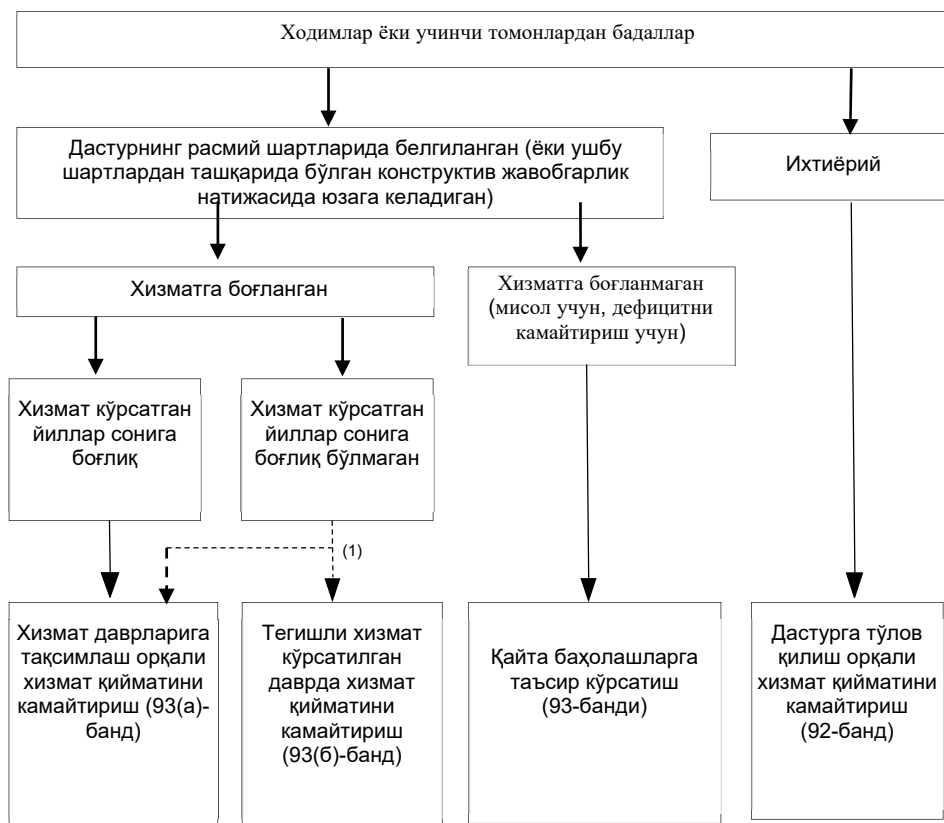 Ходимлар ёки учинчи томонлардан бадаллар
Дастурнинг расмий шартларида белгиланган (ёки ушбу
шартлардан ташқарида бўлган конструктив жавобгарлик
натижасида юзага келадиган)
Ихтиёрий
Хизматга боғланган
Хизматга боғланмаган
(мисол учун, дефицитни
камайтириш учун)
Хизмат кўрсатган
йиллар сонига
боғлиқ
Хизмат кўрсатган
йиллар сонига
боғлиқ бўлмаган
(1)
Хизмат даврларига
тақсимлаш орқали
хизмат қийматини
камайтириш (93(а)-
банд)
Тегишли хизмат
кўрсатилган
даврда хизмат
қийматини
камайтириш
(93(б)-банд)
Қайта баҳолашларга
таъсир кўрсатиш
(93-банди)
Дастурга тўлов
қилиш орқали
хизмат қийматини
камайтириш
(92-банд)